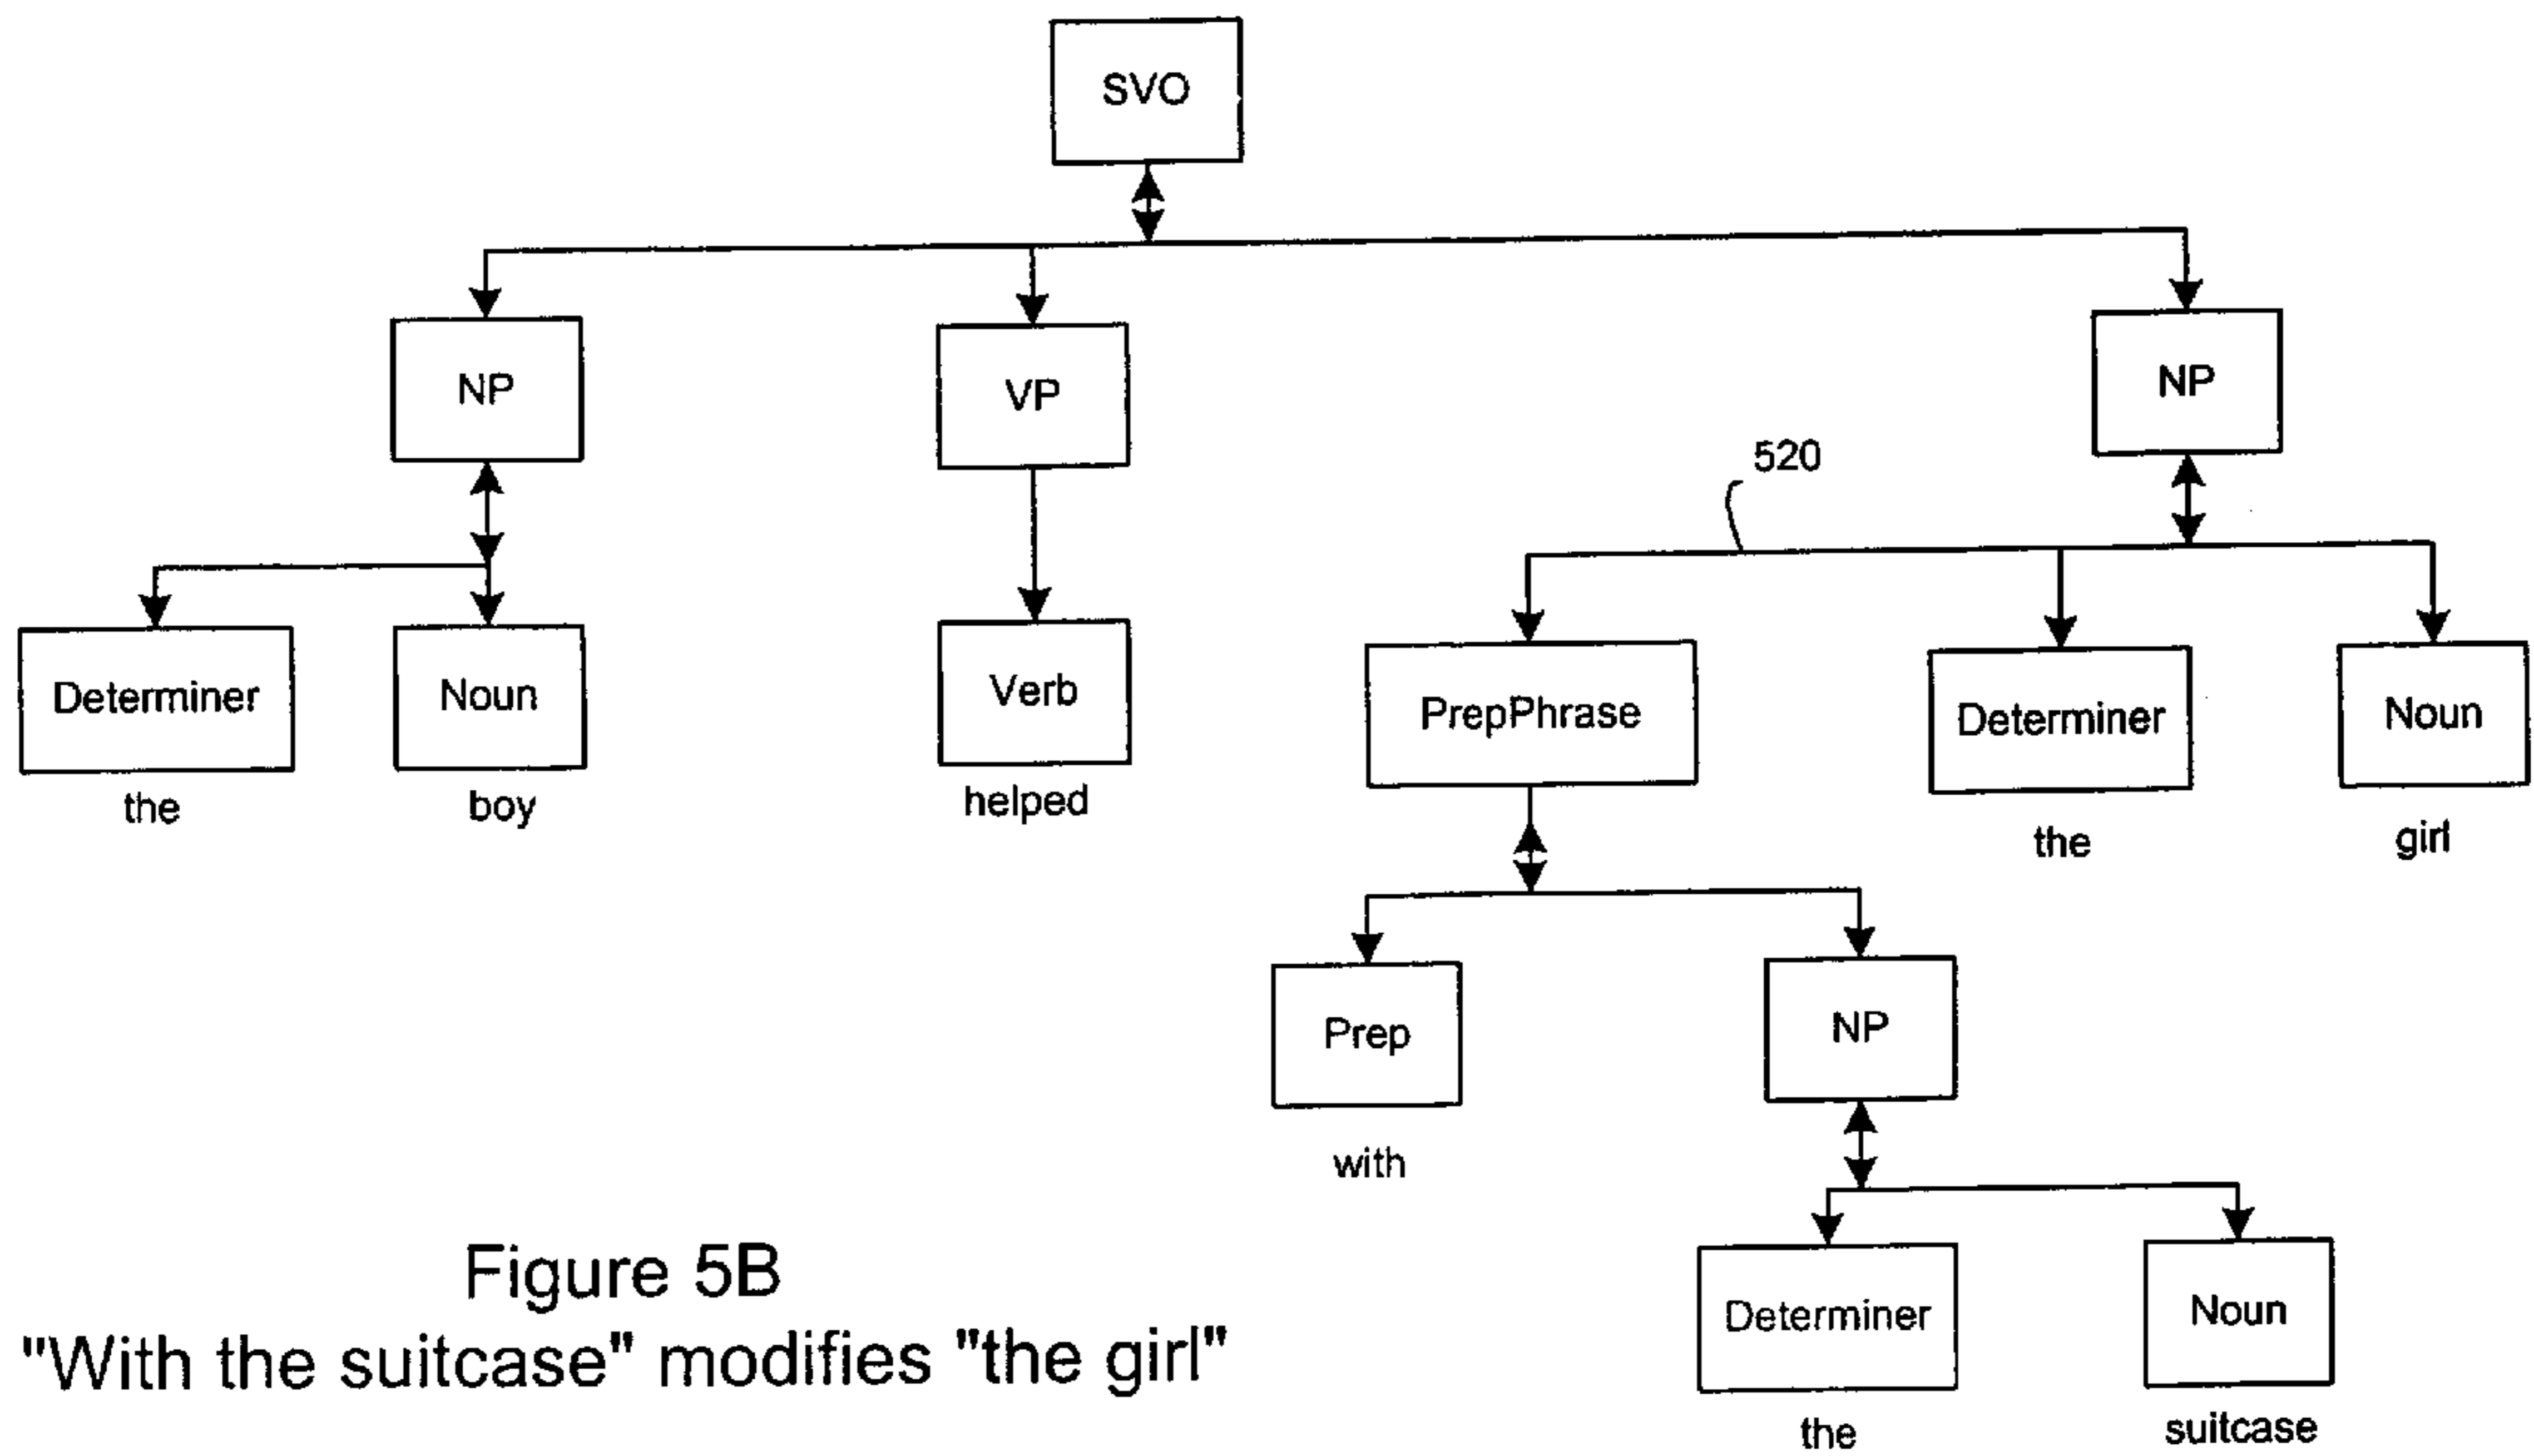 SVO
NP
VP
NP
520
Determiner
Noun
Verb
PrepPhrase
Determiner
Noun
the
boy
helped
the
girl
Prep
NP
with
Determiner
Noun
the
suitcase
Figure 5B
"With the suitcase" modifies "the girl"